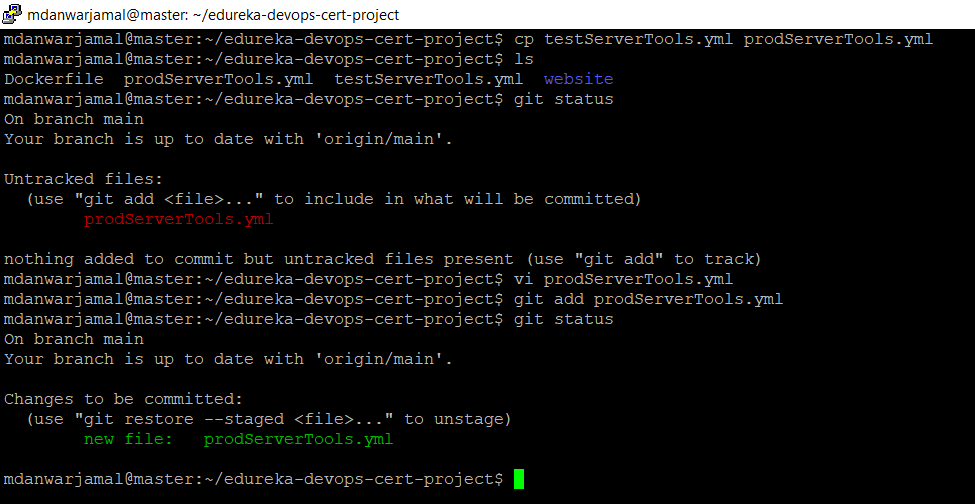 mdanwarjamal@master: ~/edureka-devops-cert-project
mdanwarjamal@master:~/edureka-devops-cert-project$ cp testServerTools.yml prodServerTools.yml
mdanwarjamal@master:~/edureka-devops-cert-project$ ls
Dockerfile  prodServerTools.yml  testServerTools.yml  website
mdanwarjamal@master:~/edureka-devops-cert-project$ git status
On branch main
Your branch is up to date with 'origin/main'.
Untracked files:
  (use "git add <file>..." to include in what will be committed)
        prodServerTools.yml
nothing added to commit but untracked files present (use "git add" to track)
mdanwarjamal@master:~/edureka-devops-cert-project$ vi prodServerTools.yml
mdanwarjamal@master:~/edureka-devops-cert-project$ git add prodServerTools.yml
mdanwarjamal@master:~/edureka-devops-cert-project$ git status
On branch main
Your branch is up to date with 'origin/main'.
Changes to be committed:
  (use "git restore --staged <file>..." to unstage)
        new file:   prodServerTools.yml
mdanwarjamal@master:~/edureka-devops-cert-project$